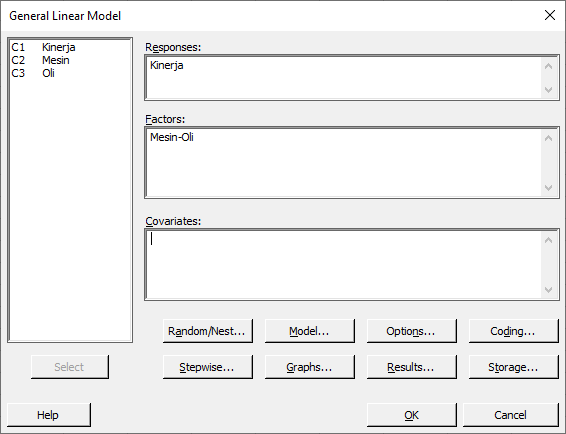 General Linear Model
C1 Kinerja
C2 Mesin
C3 Oli
Responses:
Kinerja
Factors:
Mesin-Oli
Covariates:
Random/Nest... Model... Options... Coding...
Select Stepwise... Graphs... Results... Storage...
Help OK Cancel